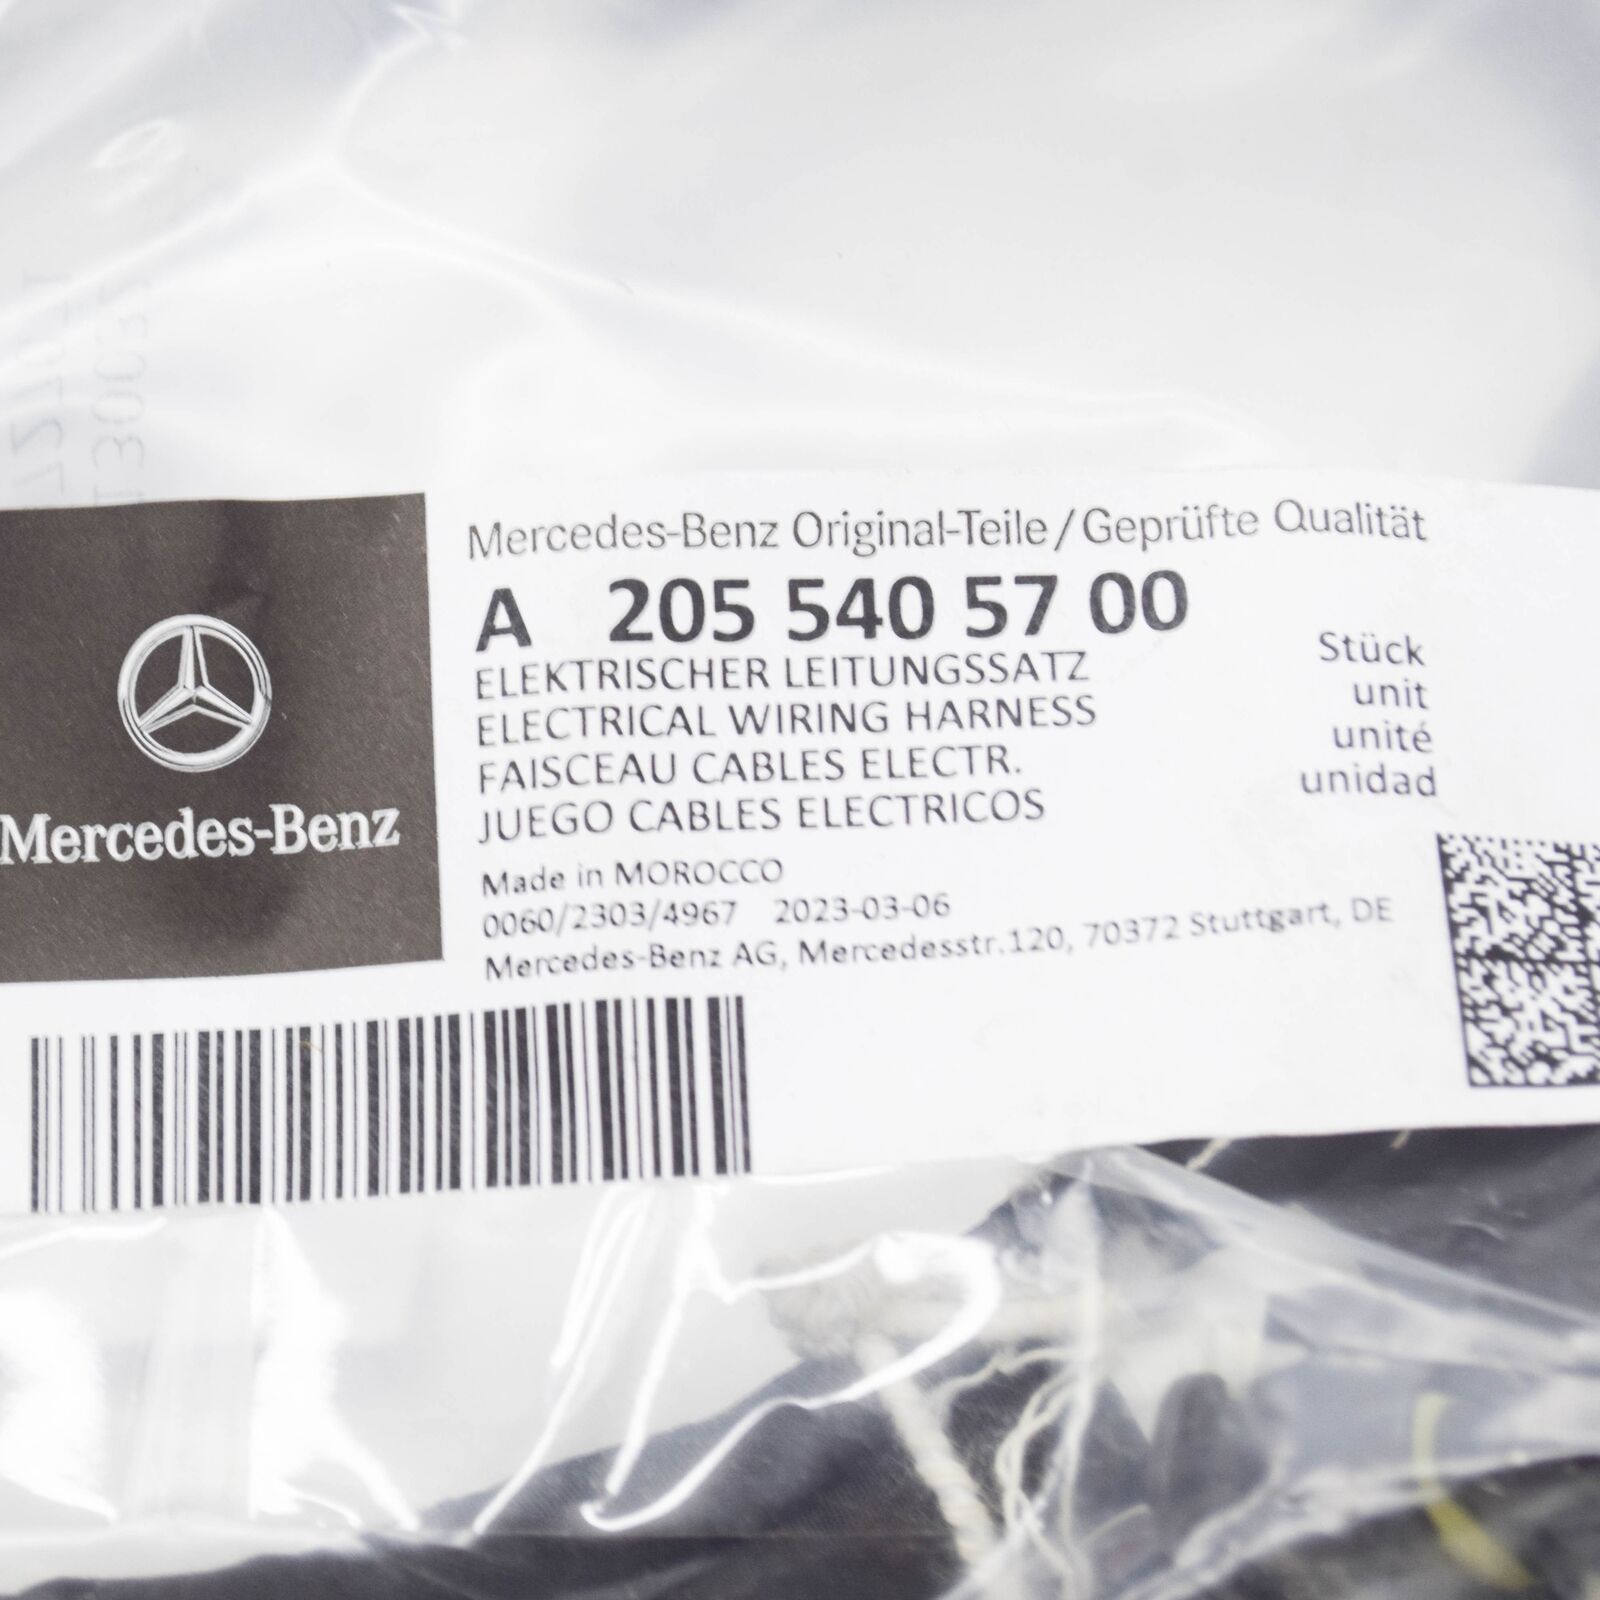 Mercedes-Benz Original-Teile/Geprüfte Qualität
A 205 540 57 00
ELEKTRISCHER LEITUNGSSATZ
ELECTRICAL WIRING HARNESS
FAISCEAU CABLES ELECTR.
JUEGO CABLES ELECTRICOS
Stück
unit
unité
unidad
Mercedes-Benz
Made in MOROCCO
0060/2303/4967 2023-03-06
Mercedes-Benz AG, Mercedesstr.120, 70372 Stuttgart, DE